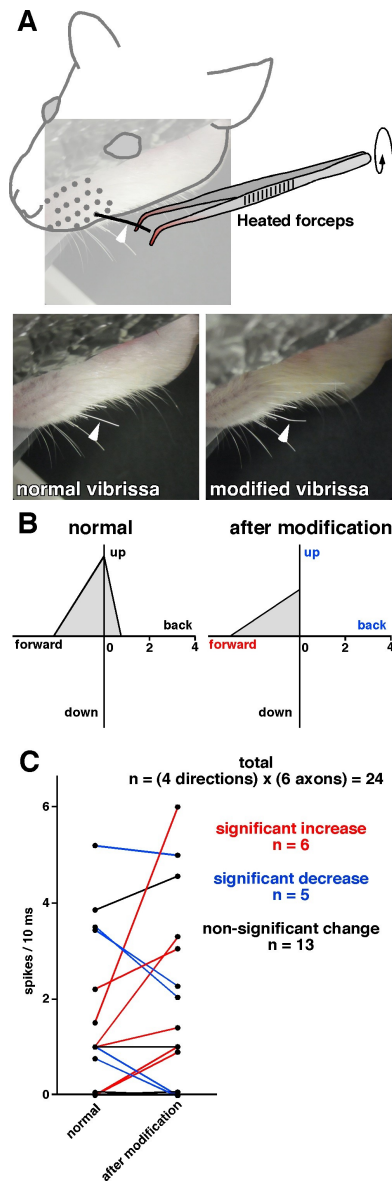 A
Heated forceps
normal vibrissa
modified vibrissa
B
normal
after modification
up
up
back
back
forward
0
2
4
forward
0
2
4
down
down
C
total
n = (4 directions) x (6 axons) = 24
significant increase
n = 6
significant decrease
n = 5
non-significant change
n = 13
spikes / 10 ms
6
4
2
0
normal
after modification